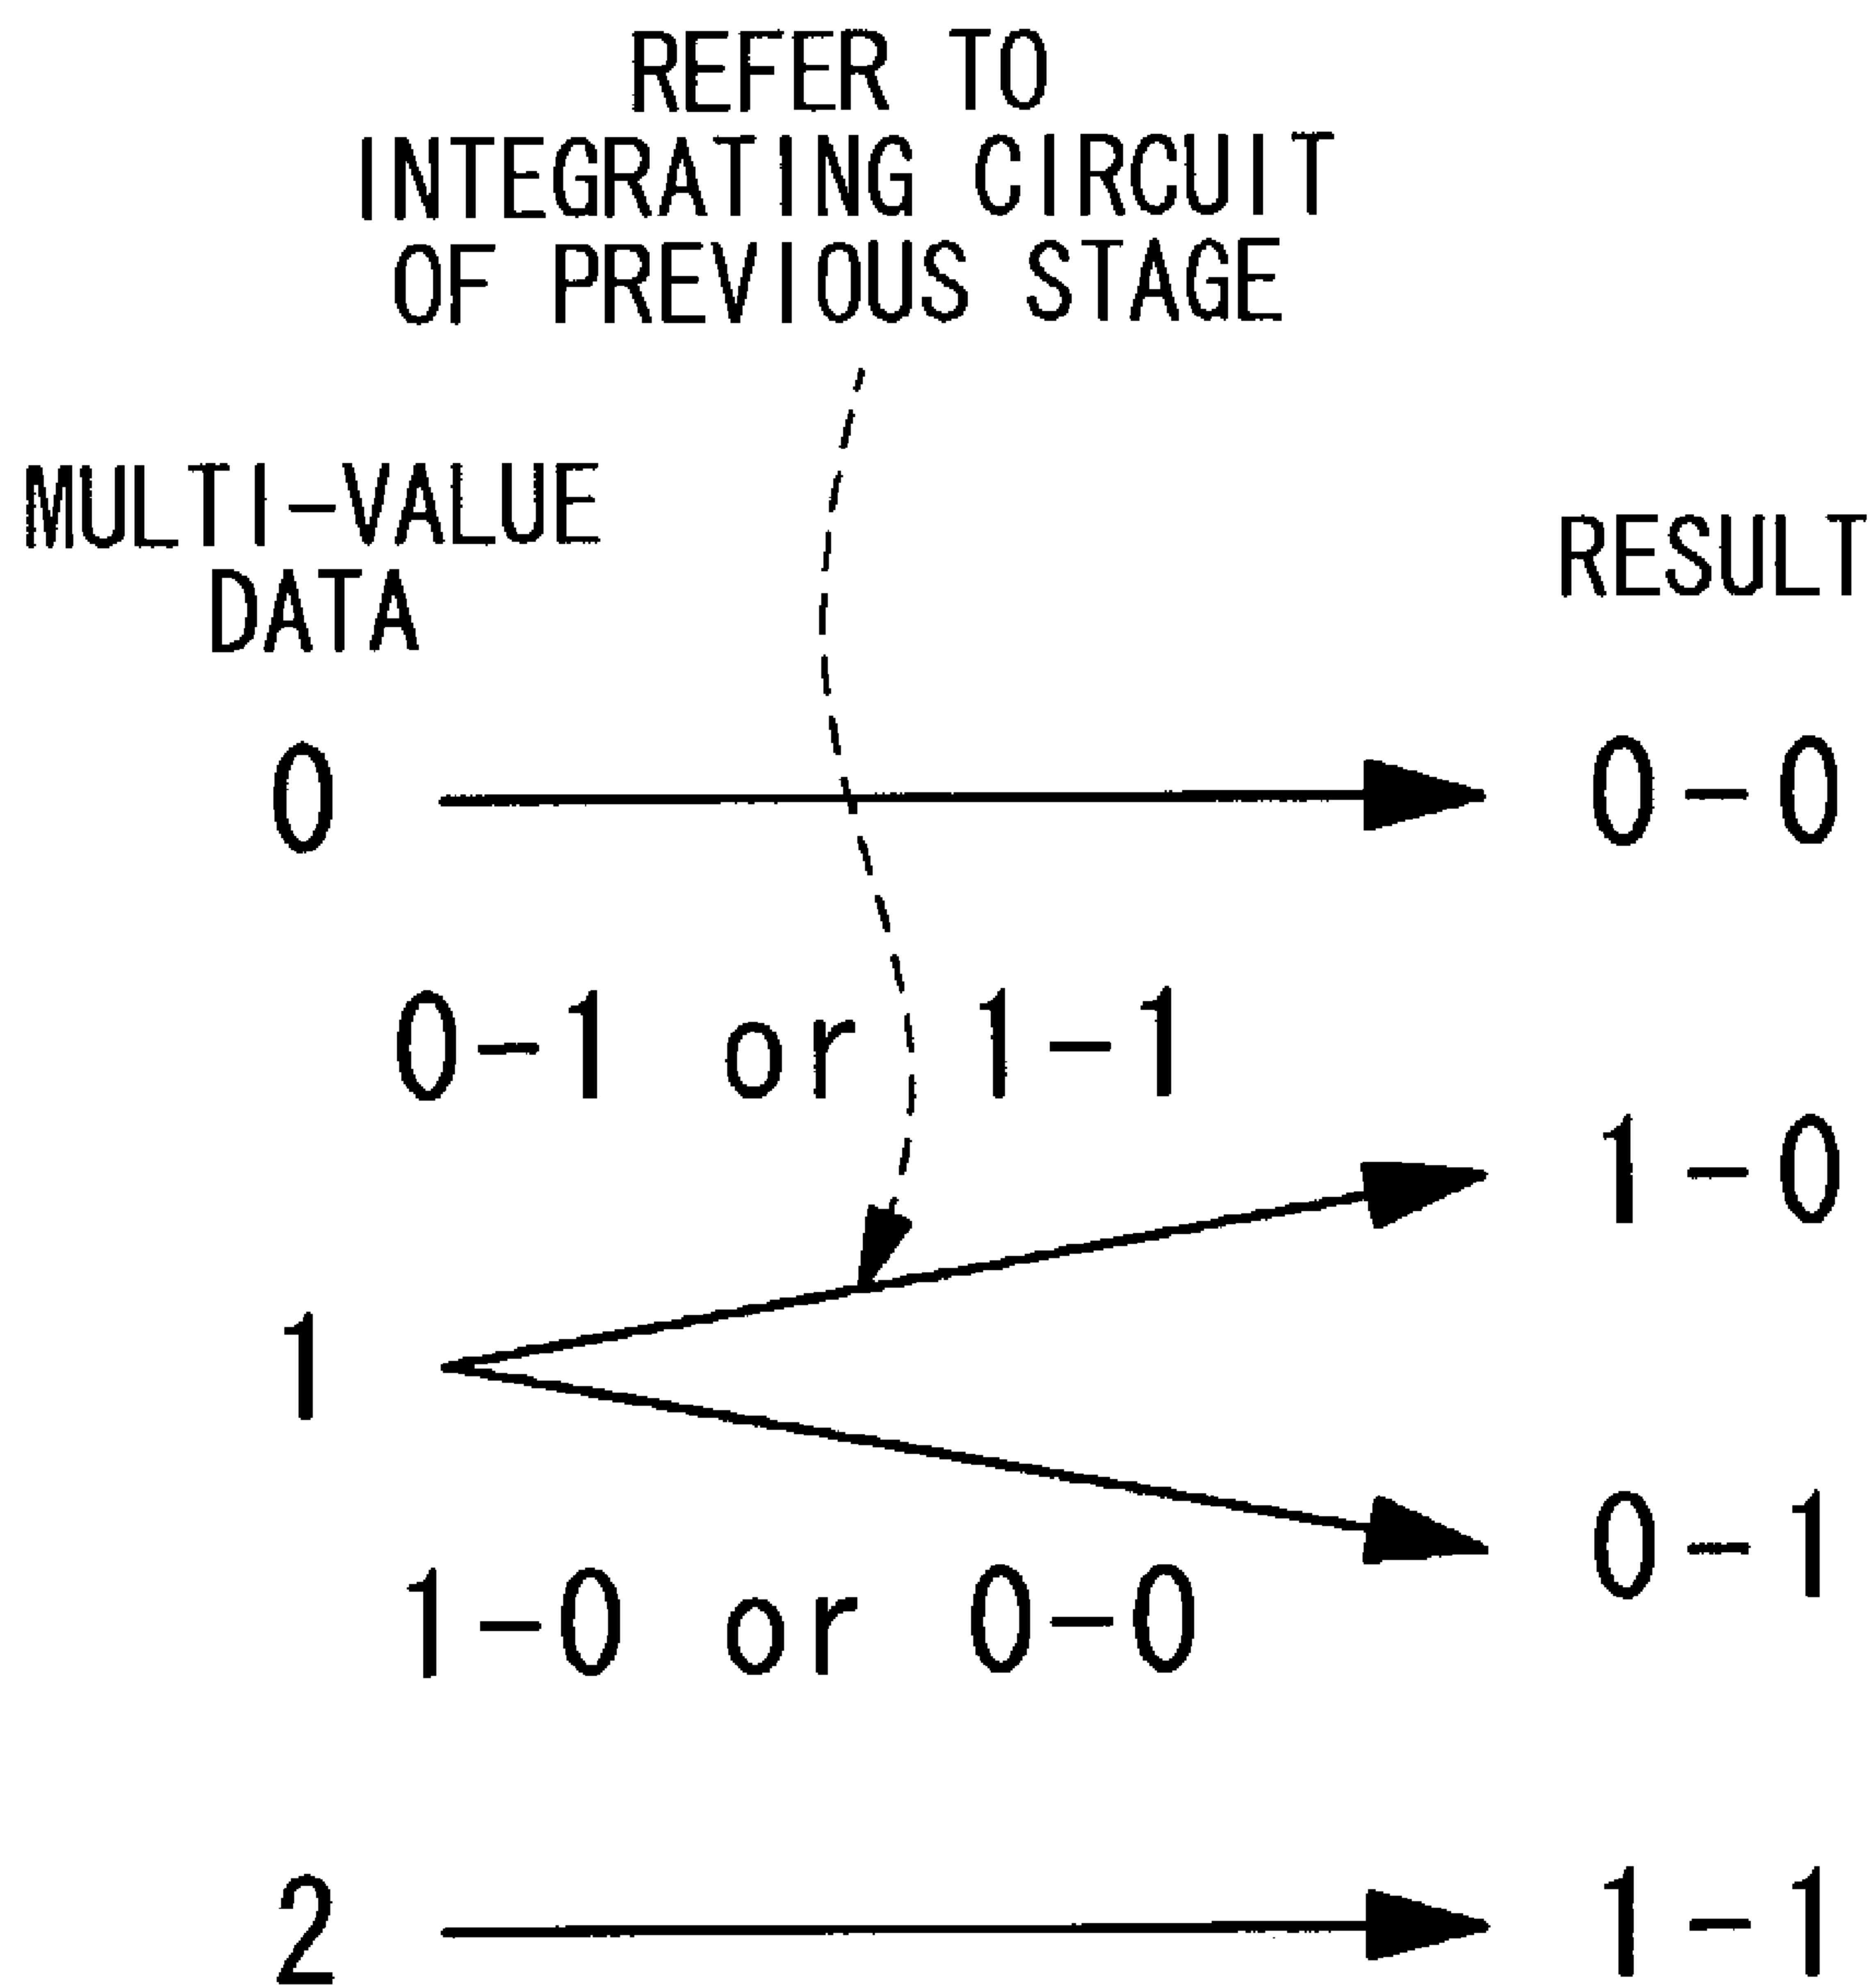 REFER TO
INTEGRATING CIRCUIT
OF PREVIOUS STAGE
MULTI-VALUE
DATA
RESULT
0
0-0
0-1 or 1-1
1-0
1
0-1
1-0 or 0-0
2
1-1